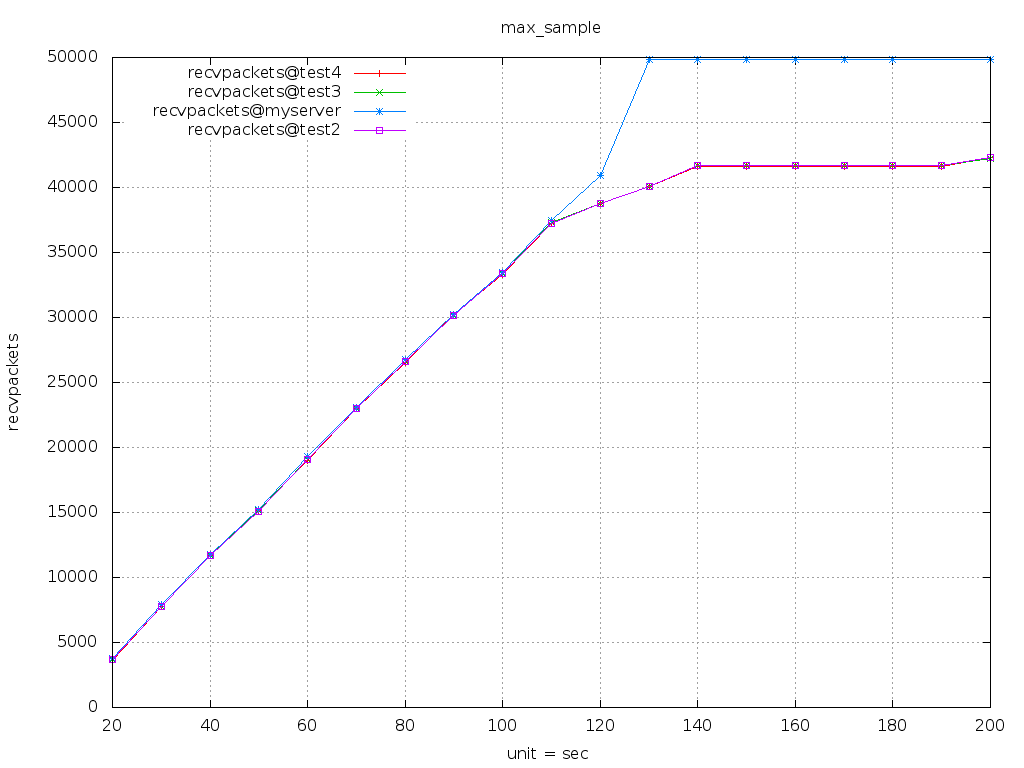 max_sample
50000
45000
40000
35000
30000
25000
20000
15000
10000
5000
0
recvpackets@test4
recvpackets@test3
recvpackets@myserver
recvpackets@test2
recvpackets
20 40 60 80 100 120 140 160 180 200
unit = sec